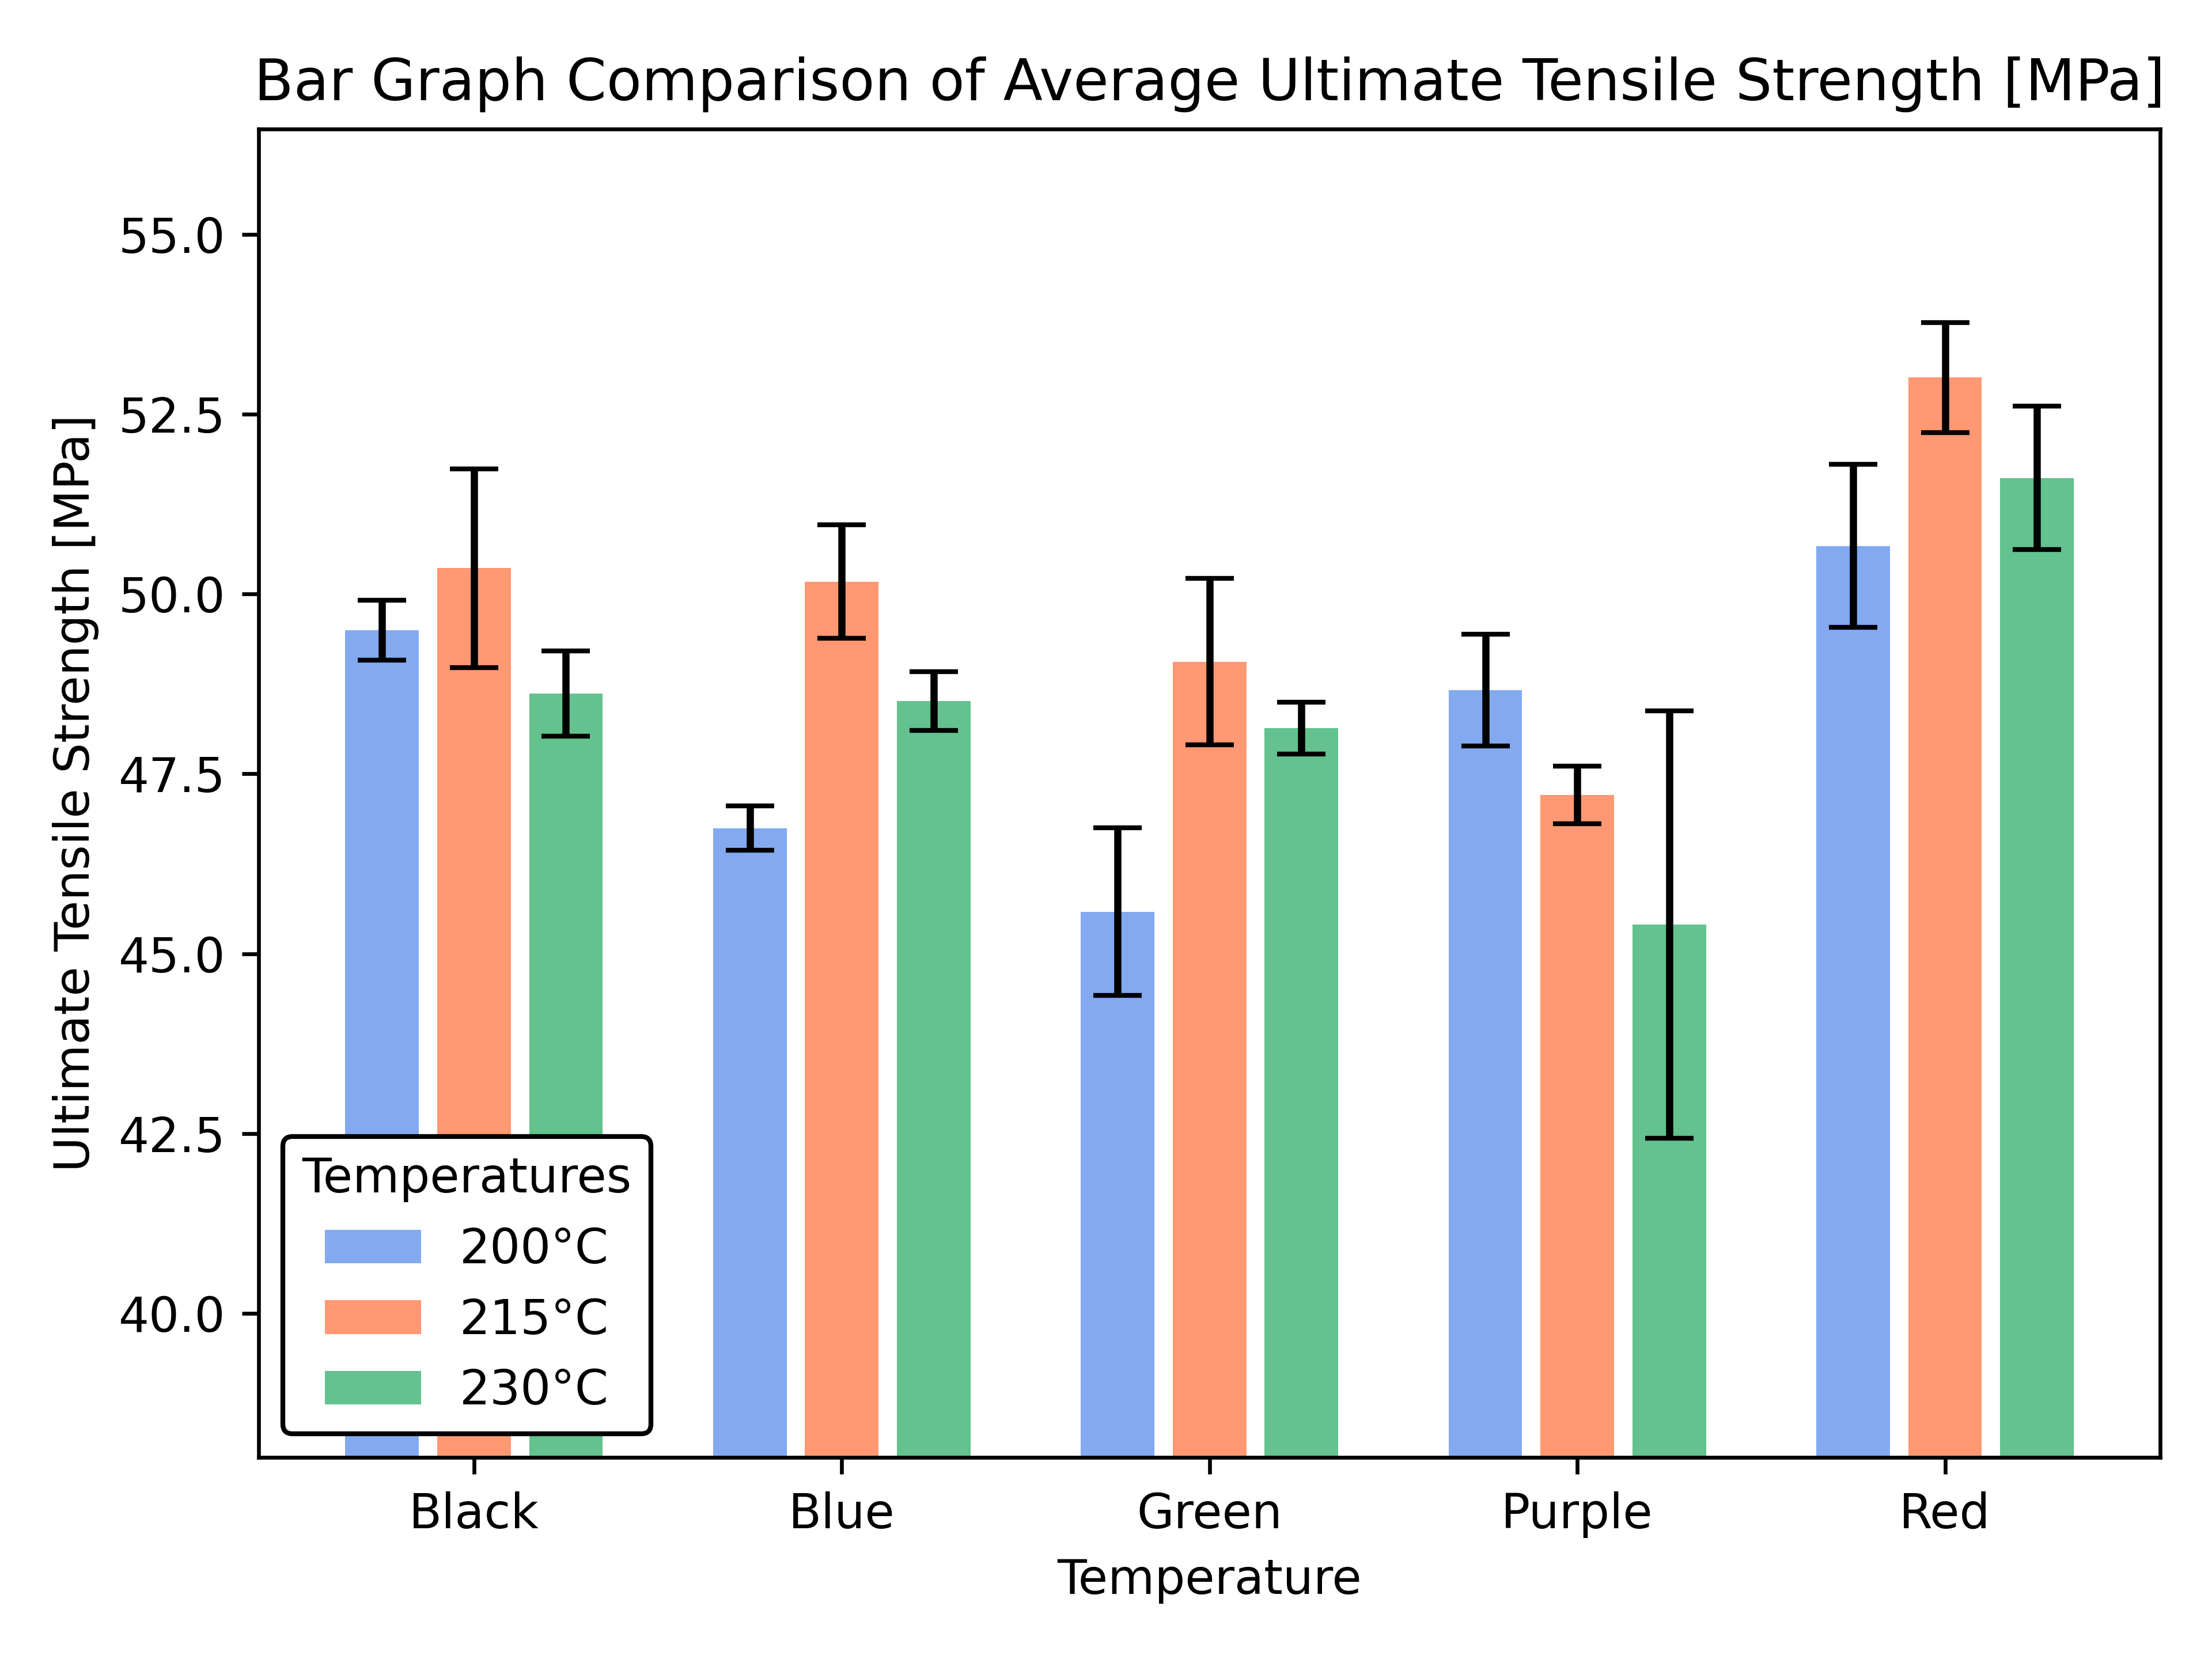 Bar Graph Comparison of Average Ultimate Tensile Strength [MPa]
Ultimate Tensile Strength [MPa]
55.0
52.5
50.0
47.5
45.0
42.5
40.0
Temperatures
200°C
215°C
230°C
Black Blue Green Purple Red
Temperature